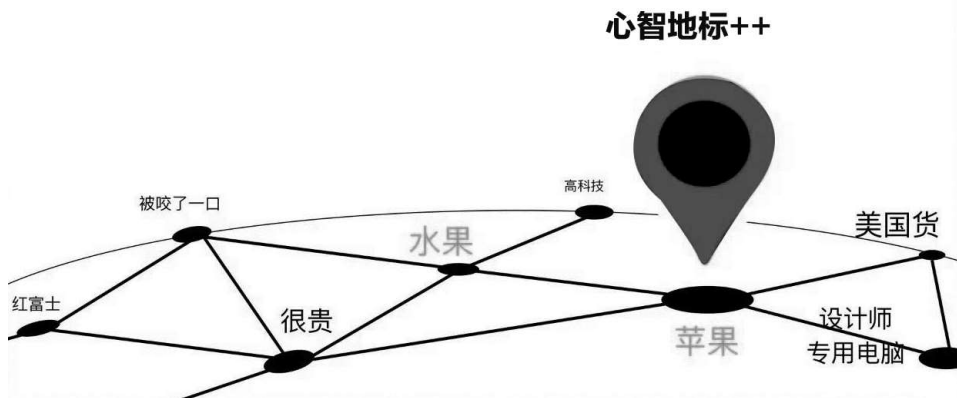 心智地标++
高科技
被咬了一口
美国货
水果
红富士
很贵
设计师
苹果
专用电脑